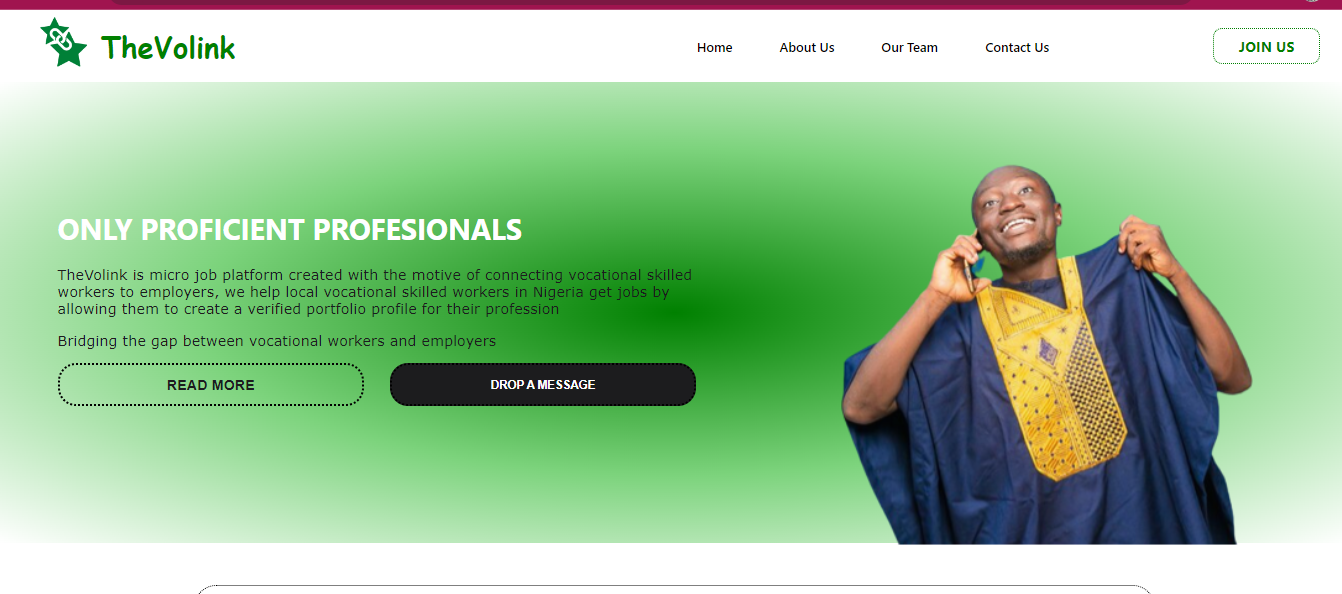 TheVolink
Home
About Us
Our Team
Contact Us
JOIN US
ONLY PROFICIENT PROFESIONALS
TheVolink is micro job platform created with the motive of connecting vocational skilled
workers to employers, we help local vocational skilled workers in Nigeria get jobs by
allowing them to create a verified portfolio profile for their profession
Bridging the gap between vocational workers and employers
READ MORE
DROP A MESSAGE